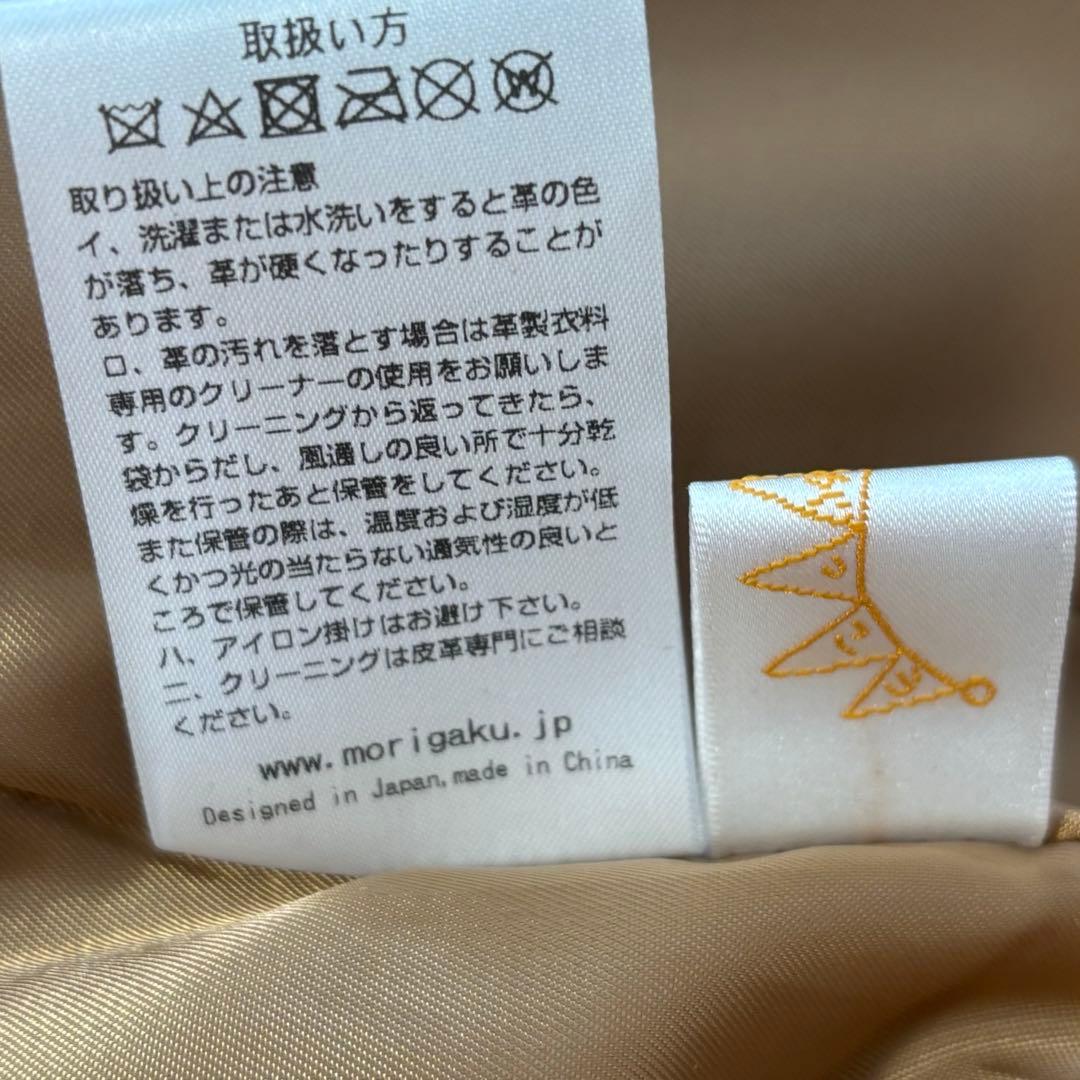 取扱い方
取り扱い上の注意
イ、洗濯または水洗いをすると革の色
が落ち、革が硬くなったりすることが
あります。
ロ、革の汚れを落とす場合は革製衣料
専用のクリーナーの使用をお願いしま
す。クリーニングから返ってきたら、
袋からだし、風通しの良い所で十分乾
燥を行ったあと保管をしてください。
また保管の際は、温度および湿度が低
くかつ光の当たらない通気性の良いと
ころで保管してください。
ハ、アイロン掛けはお避け下さい。
二、クリーニングは皮革専門にご相談
ください。
www.morigaku.jp
Designed in Japan,made in China